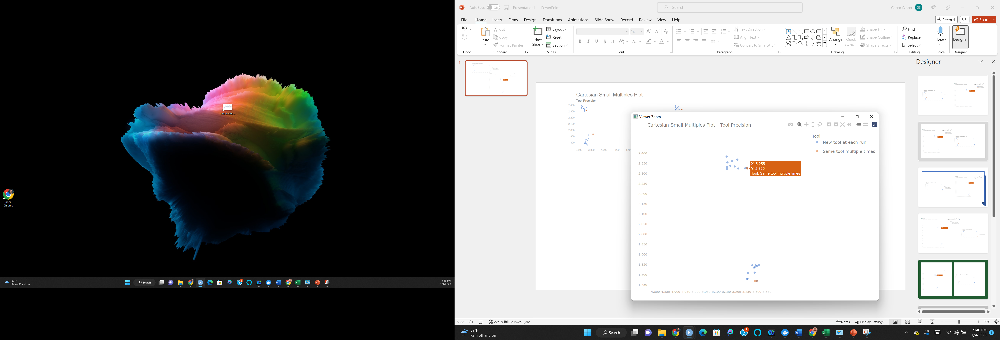 Gabor -
Chrome
57°F
Rain off and on
Search
9:46 PM
1/4/2023
AutoSave
Off
Presentation1 - PowerPoint
Search
Gabor Szabo
GS
File
Home
Insert
Draw
Design
Transitions
Animations
Slide Show
Record
Review
View
Help
Record
Share
Paste
Cut
Copy
Format Painter
New
Slide
Layout
Reset
Section
24
Text Direction
Align Text
Convert to SmartArt
Arrange
Quick
Styles
Shape Fill
Shape Outline
Shape Effects
Find
Replace
Select
Dictate
Designer
Undo
Clipboard
Slides
Font
Paragraph
Drawing
Editing
Voice
Designer
1
Designer
Cartesian Small Multiples Plot
Tool Precision
2.400
2.300
2.200
2.100
2.000
1.900
1.800
3.600 3.800 4.000 4.200
Viewer Zoom
Cartesian Small Multiples Plot - Tool Precision
Tool
New tool at each run
Same tool multiple times
2.400
2.350
2.300
2.250
2.200
2.150
2.100
2.050
2.000
1.950
1.900
1.850
1.800
1.750
4.800 4.850 4.900 4.950 5.000 5.050 5.100 5.150 5.200 5.250 5.300 5.350
X: 5.255
Y: 2.325
Tool: Same tool multiple times
Slide 1 of 1
Accessibility: Investigate
Notes
Display Settings
93%
57°F
Rain off and on
Search
9:46 PM
1/4/2023
4